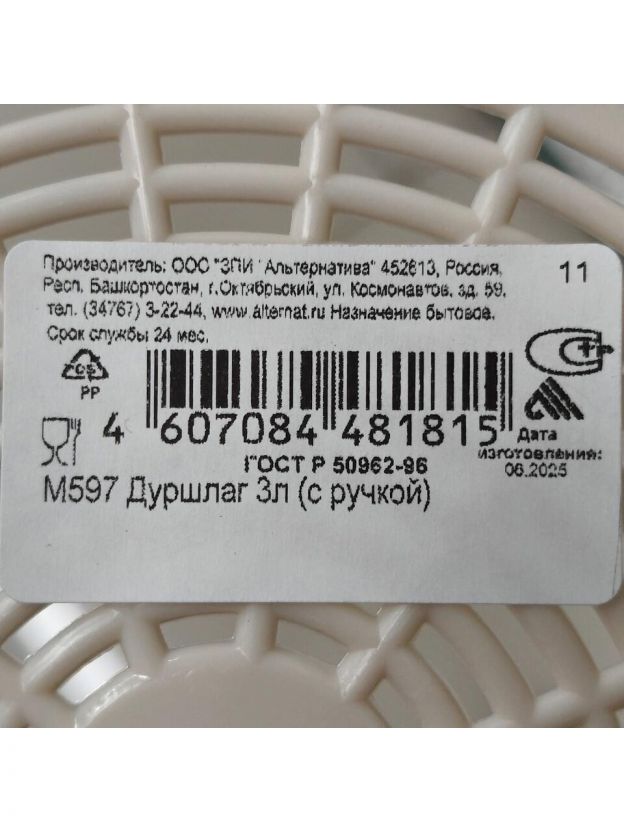 Производитель: ООО "ЗПИ "Альтернатива" 452613, Россия,
Респ. Башкортостан, г.Октябрьский, ул. Космонавтов, зд. 59,
тел. (34767) 3-22-44, www.alternat.ru Назначение бытовое.
Срок службы 24 мес.
11
05
PP
4 607084 481815
ГОСТ Р 50962-96
Дата
изготовления:
06.2025
М597 Дуршлаг 3л (с ручкой)